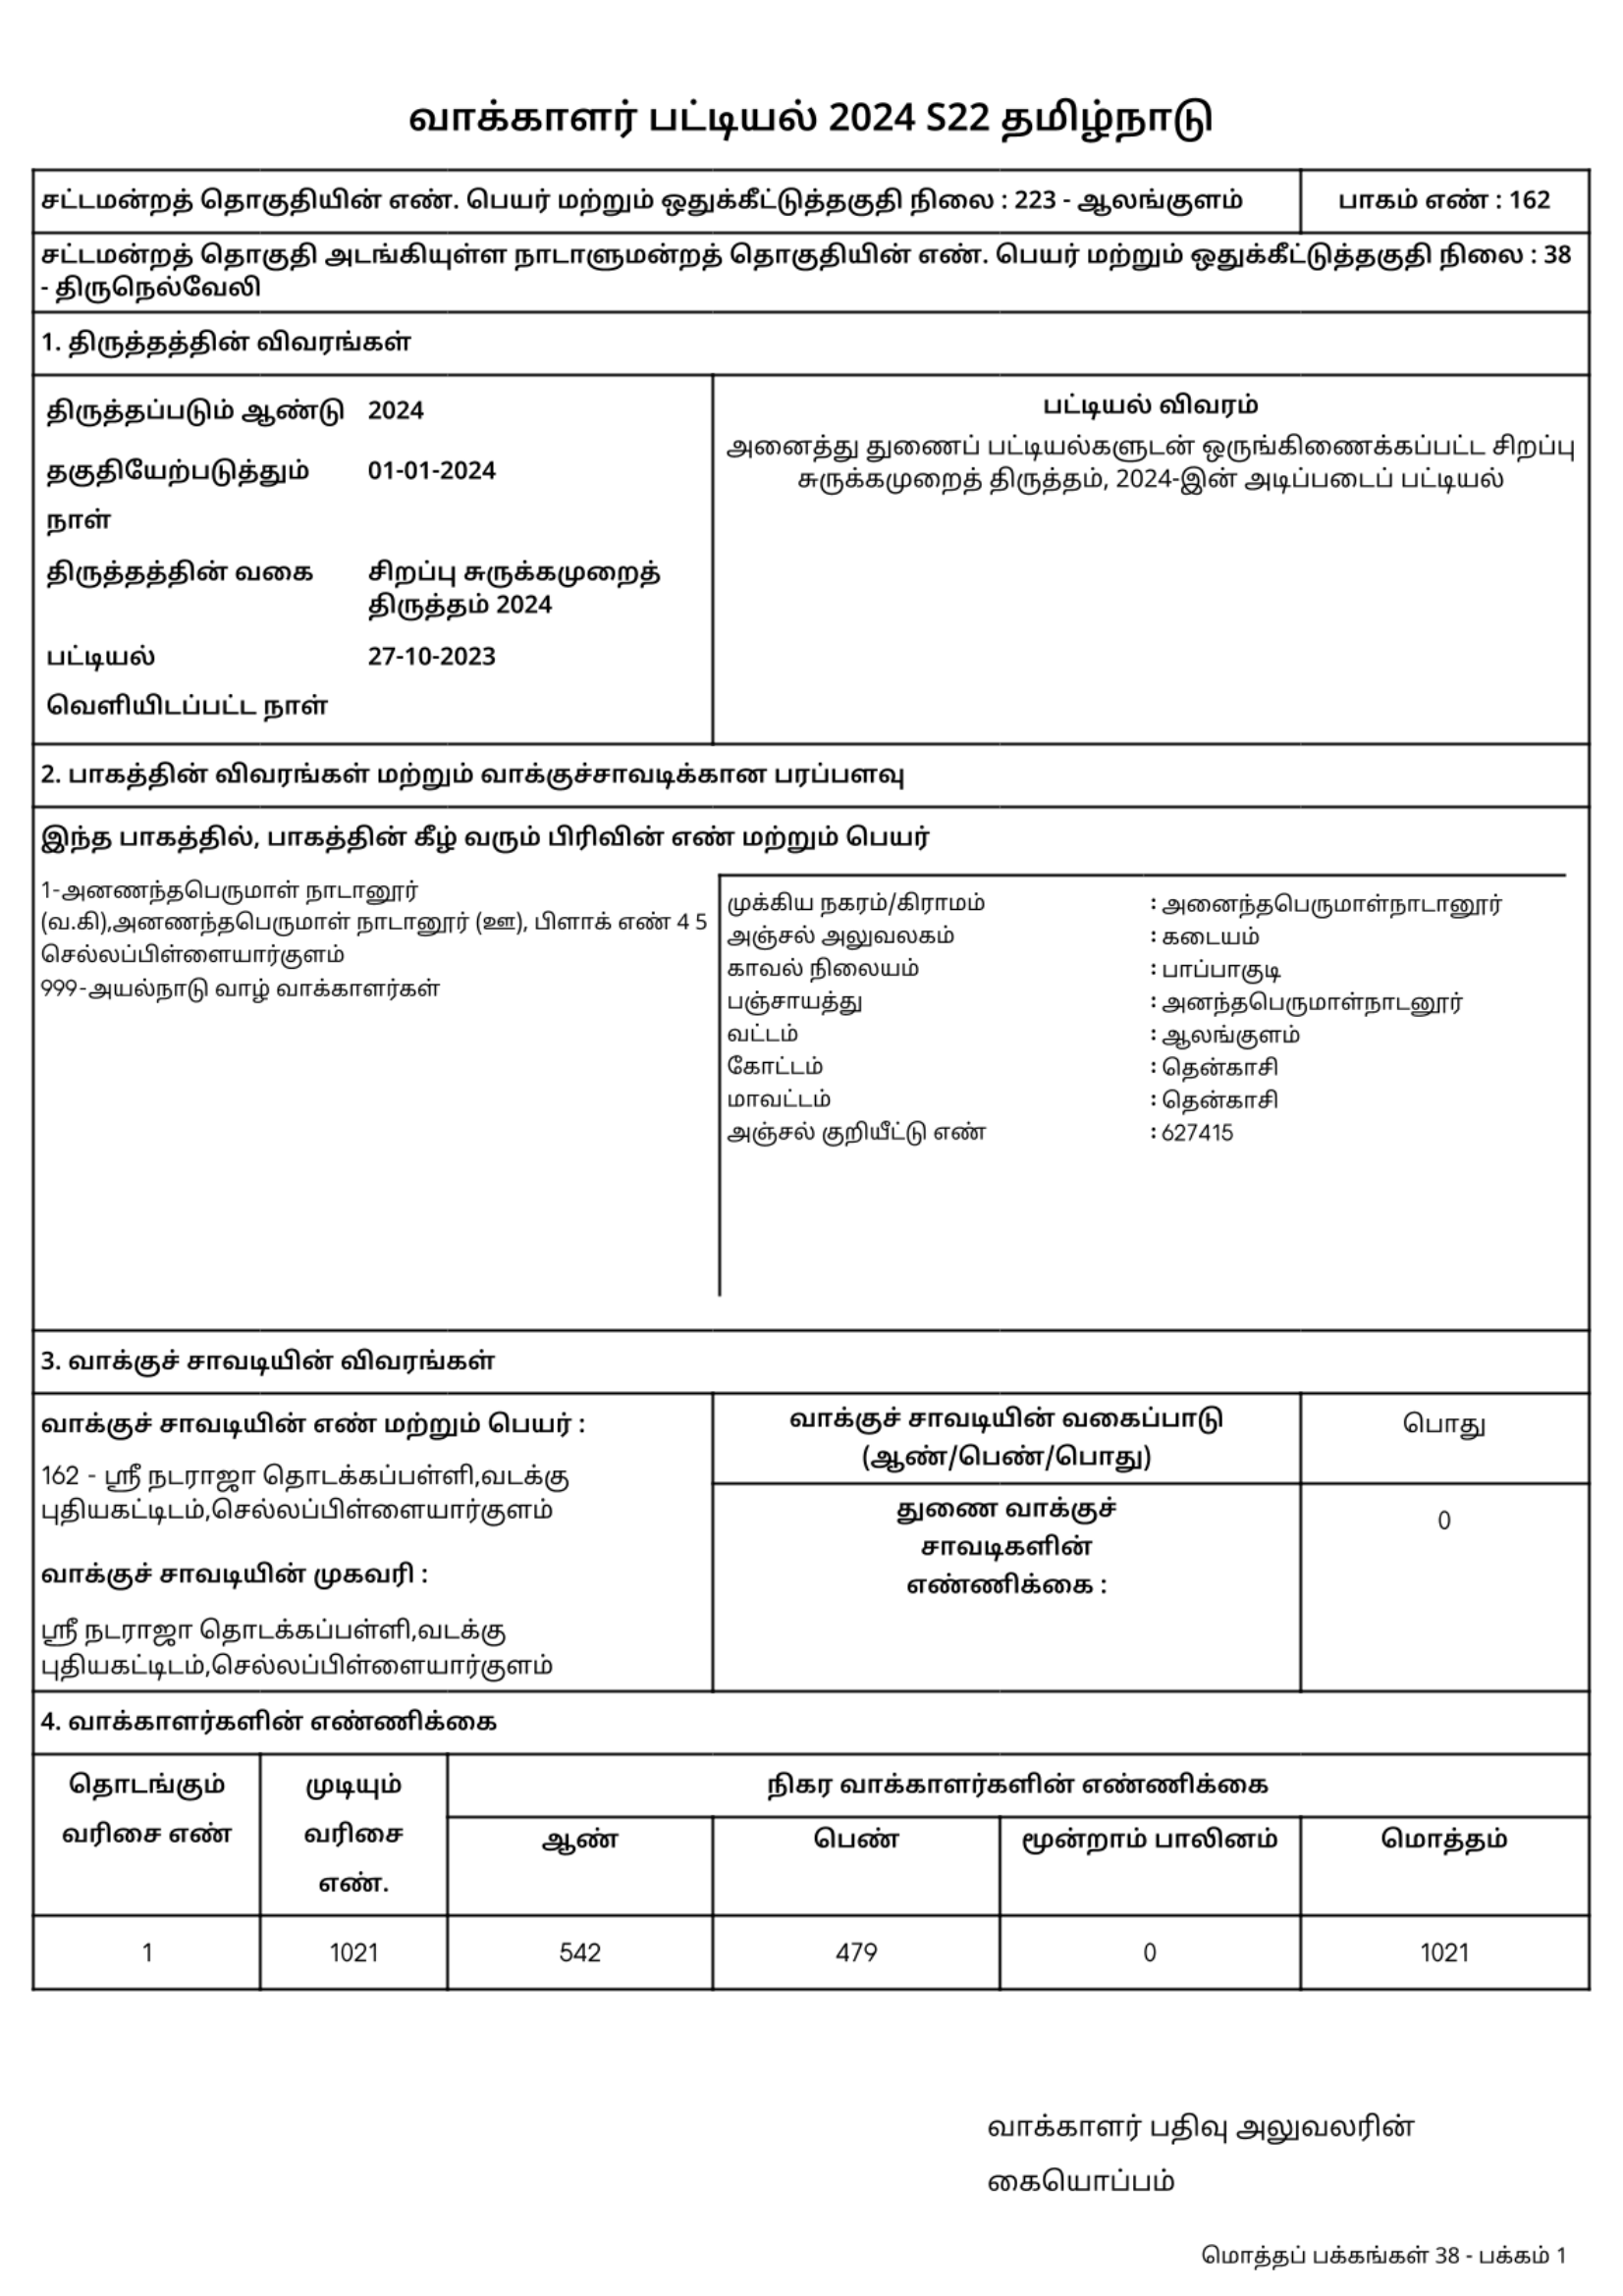 வாக்காளர் பட்டியல் 2024 S22 தமிழ்நாடு
சட்டமன்றத் தொகுதியின் எண். பெயர் மற்றும் ஒதுக்கீட்டுத்தகுதி நிலை : 223 - ஆலங்குளம்
பாகம் எண் : 162
சட்டமன்றத் தொகுதி அடங்கியுள்ள நாடாளுமன்றத் தொகுதியின் எண். பெயர் மற்றும் ஒதுக்கீட்டுத்தகுதி நிலை : 38
- திருநெல்வேலி
1. திருத்தத்தின் விவரங்கள்
திருத்தப்படும் ஆண்டு 2024
தகுதியேற்படுத்தும் 01-01-2024
நாள்
திருத்தத்தின் வகை சிறப்பு சுருக்கமுறைத்
திருத்தம் 2024
பட்டியல் 27-10-2023
வெளியிடப்பட்ட நாள்
பட்டியல் விவரம்
அனைத்து துணைப் பட்டியல்களுடன் ஒருங்கிணைக்கப்பட்ட சிறப்பு
சுருக்கமுறைத் திருத்தம், 2024-இன் அடிப்படைப் பட்டியல்
2. பாகத்தின் விவரங்கள் மற்றும் வாக்குச்சாவடிக்கான பரப்பளவு
இந்த பாகத்தில், பாகத்தின் கீழ் வரும் பிரிவின் எண் மற்றும் பெயர்
1-அனணந்தபெருமாள் நாடானூர்
(வ.கி),அனணந்தபெருமாள் நாடானூர் (ஊ), பிளாக் எண் 4 5
செல்லப்பிள்ளையார்குளம்
999-அயல்நாடு வாழ் வாக்காளர்கள்
முக்கிய நகரம்/கிராமம் : அனைந்தபெருமாள்நாடானூர்
அஞ்சல் அலுவலகம் : கடையம்
காவல் நிலையம் : பாப்பாகுடி
பஞ்சாயத்து : அனந்தபெருமாள்நாடனூர்
வட்டம் : ஆலங்குளம்
கோட்டம் : தென்காசி
மாவட்டம் : தென்காசி
அஞ்சல் குறியீட்டு எண் : 627415
3. வாக்குச் சாவடியின் விவரங்கள்
வாக்குச் சாவடியின் எண் மற்றும் பெயர் :
162 - ஸ்ரீ நடராஜா தொடக்கப்பள்ளி,வடக்கு
புதியகட்டிடம்,செல்லப்பிள்ளையார்குளம்
வாக்குச் சாவடியின் முகவரி :
ஸ்ரீ நடராஜா தொடக்கப்பள்ளி,வடக்கு
புதியகட்டிடம்,செல்லப்பிள்ளையார்குளம்
வாக்குச் சாவடியின் வகைப்பாடு
(ஆண்/பெண்/பொது)
பொது
துணை வாக்குச்
சாவடிகளின்
எண்ணிக்கை :
0
4. வாக்காளர்களின் எண்ணிக்கை
தொடங்கும்
வரிசை எண்
முடியும்
வரிசை
எண்.
நிகர வாக்காளர்களின் எண்ணிக்கை
ஆண் பெண் மூன்றாம் பாலினம் மொத்தம்
1 1021 542 479 0 1021
வாக்காளர் பதிவு அலுவலரின்
கையொப்பம்
மொத்தப் பக்கங்கள் 38 - பக்கம் 1